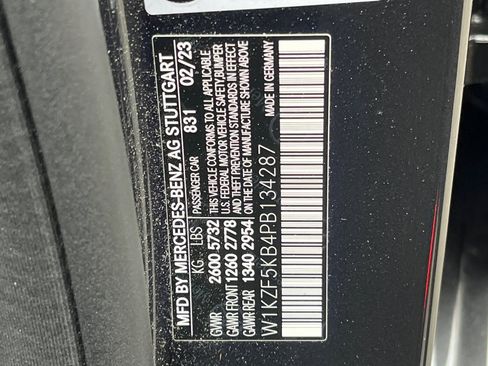 MFD BY MERCEDES-BENZ AG STUTTGART
PASSENGER CAR 831 02/23
KG LBS
GVWR 2600 5732
GAWR FRONT 1260 2778
GAWR REAR 1340 2954
THIS VEHICLE CONFORMS TO ALL APPLICABLE
U.S. FEDERAL MOTOR VEHICLE SAFETY, BUMPER,
AND THEFT PREVENTION STANDARDS IN EFFECT
ON THE DATE OF MANUFACTURE SHOWN ABOVE
W1KZF5KB4PB134287 MADE IN GERMANY